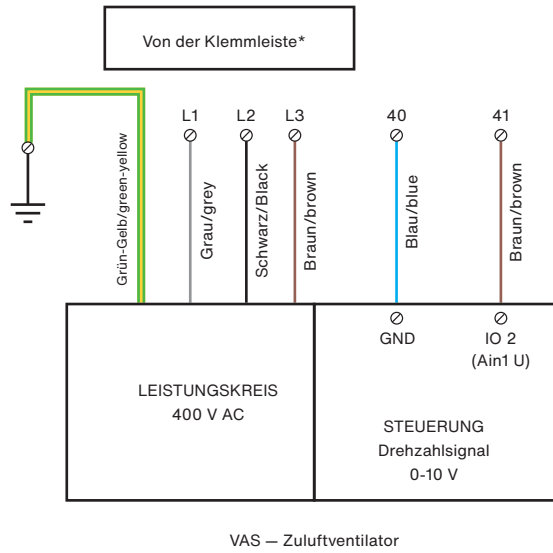 Von der Klemmleiste*
L1
L2
L3
40
41
Grün-Gelb/green-yellow
Grau/grey
Schwarz/Black
Braun/brown
Blau/blue
Braun/brown
GND
IO 2
(Ain1 U)
LEISTUNGSKREIS
400 V AC
STEUERUNG
Drehzahlsignal
0-10 V
VAS — Zuluftventilator